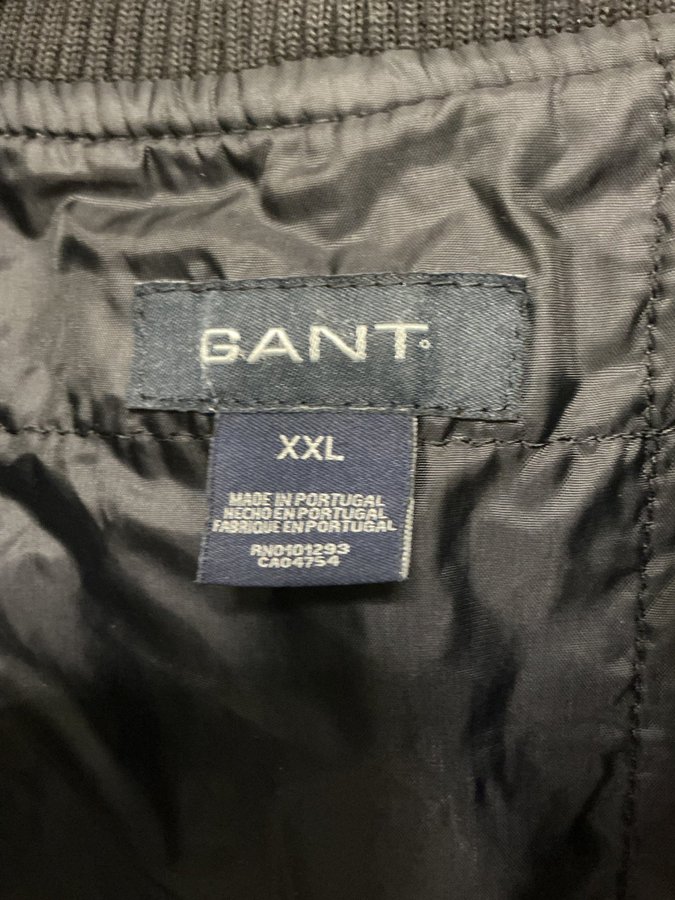 GANT
XXL
MADE IN PORTUGAL
HECHO EN PORTUGAL
FABRIQUE EN PORTUGAL
RN0101293
CA04754